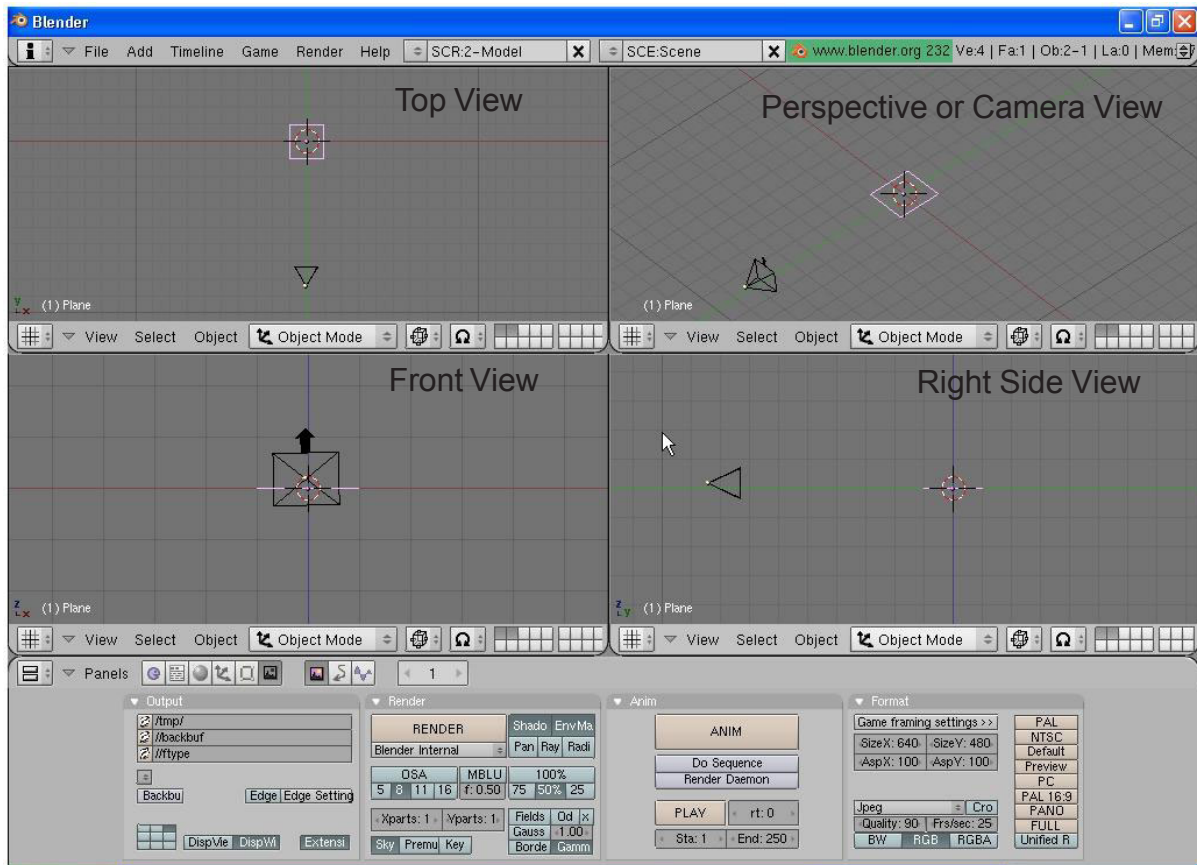 Blender
File Add Timeline Game Render Help SCR:2-Model SCE:Scene www.blender.org 232 Ve:4 | Fa:1 | Ob:2-1 | La:0 | Mem:
Top View
Perspective or Camera View
y
x
(1) Plane
(1) Plane
View Select Object Object Mode
View Select Object Object Mode
Front View
Right Side View
z
x
(1) Plane
z
y
(1) Plane
View Select Object Object Mode
View Select Object Object Mode
Panels 1
Output
/tmp/
//backbuf
//ftype
Backbu Edge Edge Setting
DispVie DispWi Extensi
Render
RENDER
Blender Internal
Shado EnvMa
Pan Ray Radi
OSA MBLU 100%
5 8 11 16 f: 0.50 75 50% 25
Xparts: 1 Yparts: 1
Fields Od x
Gauss 1.00
Sky Premu Key
Borde Gamm
Anim
ANIM
Do Sequence
Render Daemon
PLAY rt: 0
Sta: 1 End: 250
Format
Game framing settings >>
SizeX: 640 SizeY: 480
AspX: 100 AspY: 100
Jpeg Cro
Quality: 90 Frs/sec: 25
BW RGB RGBA
PAL
NTSC
Default
Preview
PC
PAL 16:9
PANO
FULL
Unified R